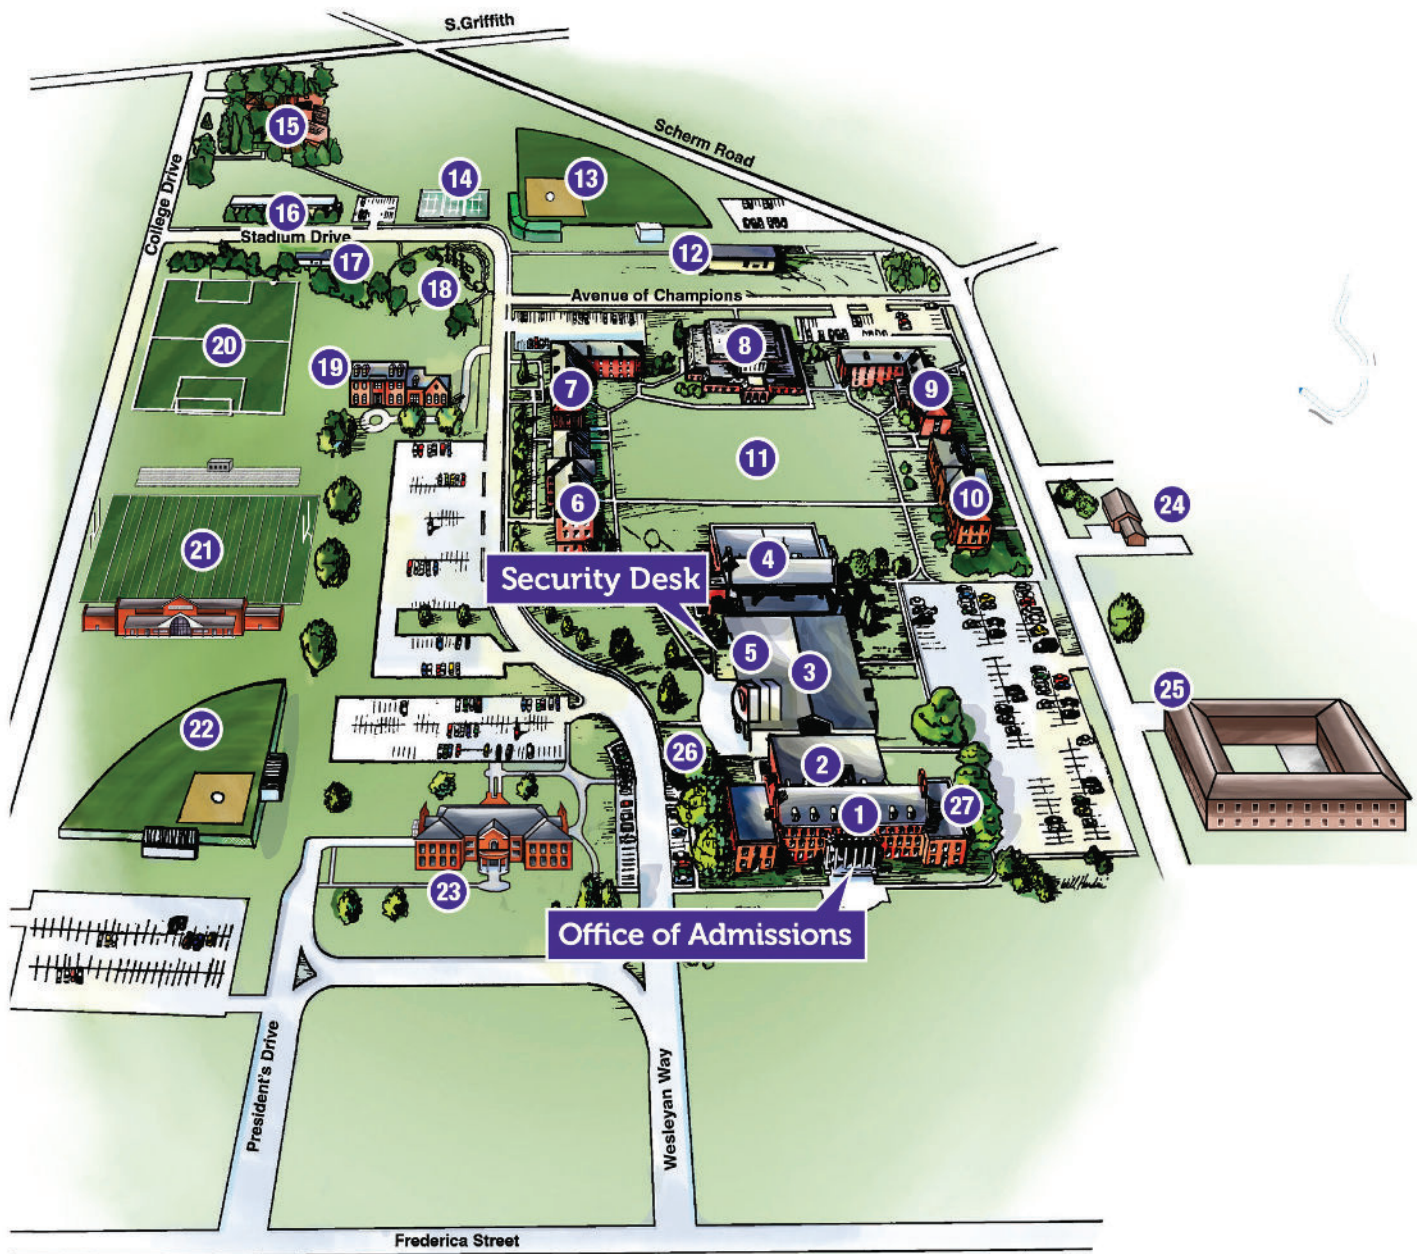 S.Griffith
15
College Drive
Scherm Road
14
13
16
Stadium Drive
17
12
18
Avenue of Champions
20
8
19
7
9
11
6
10
24
21
4
Security Desk
5
3
25
22
26
2
27
1
23
Office of Admissions
President's Drive
Wesleyan Way
Frederica Street